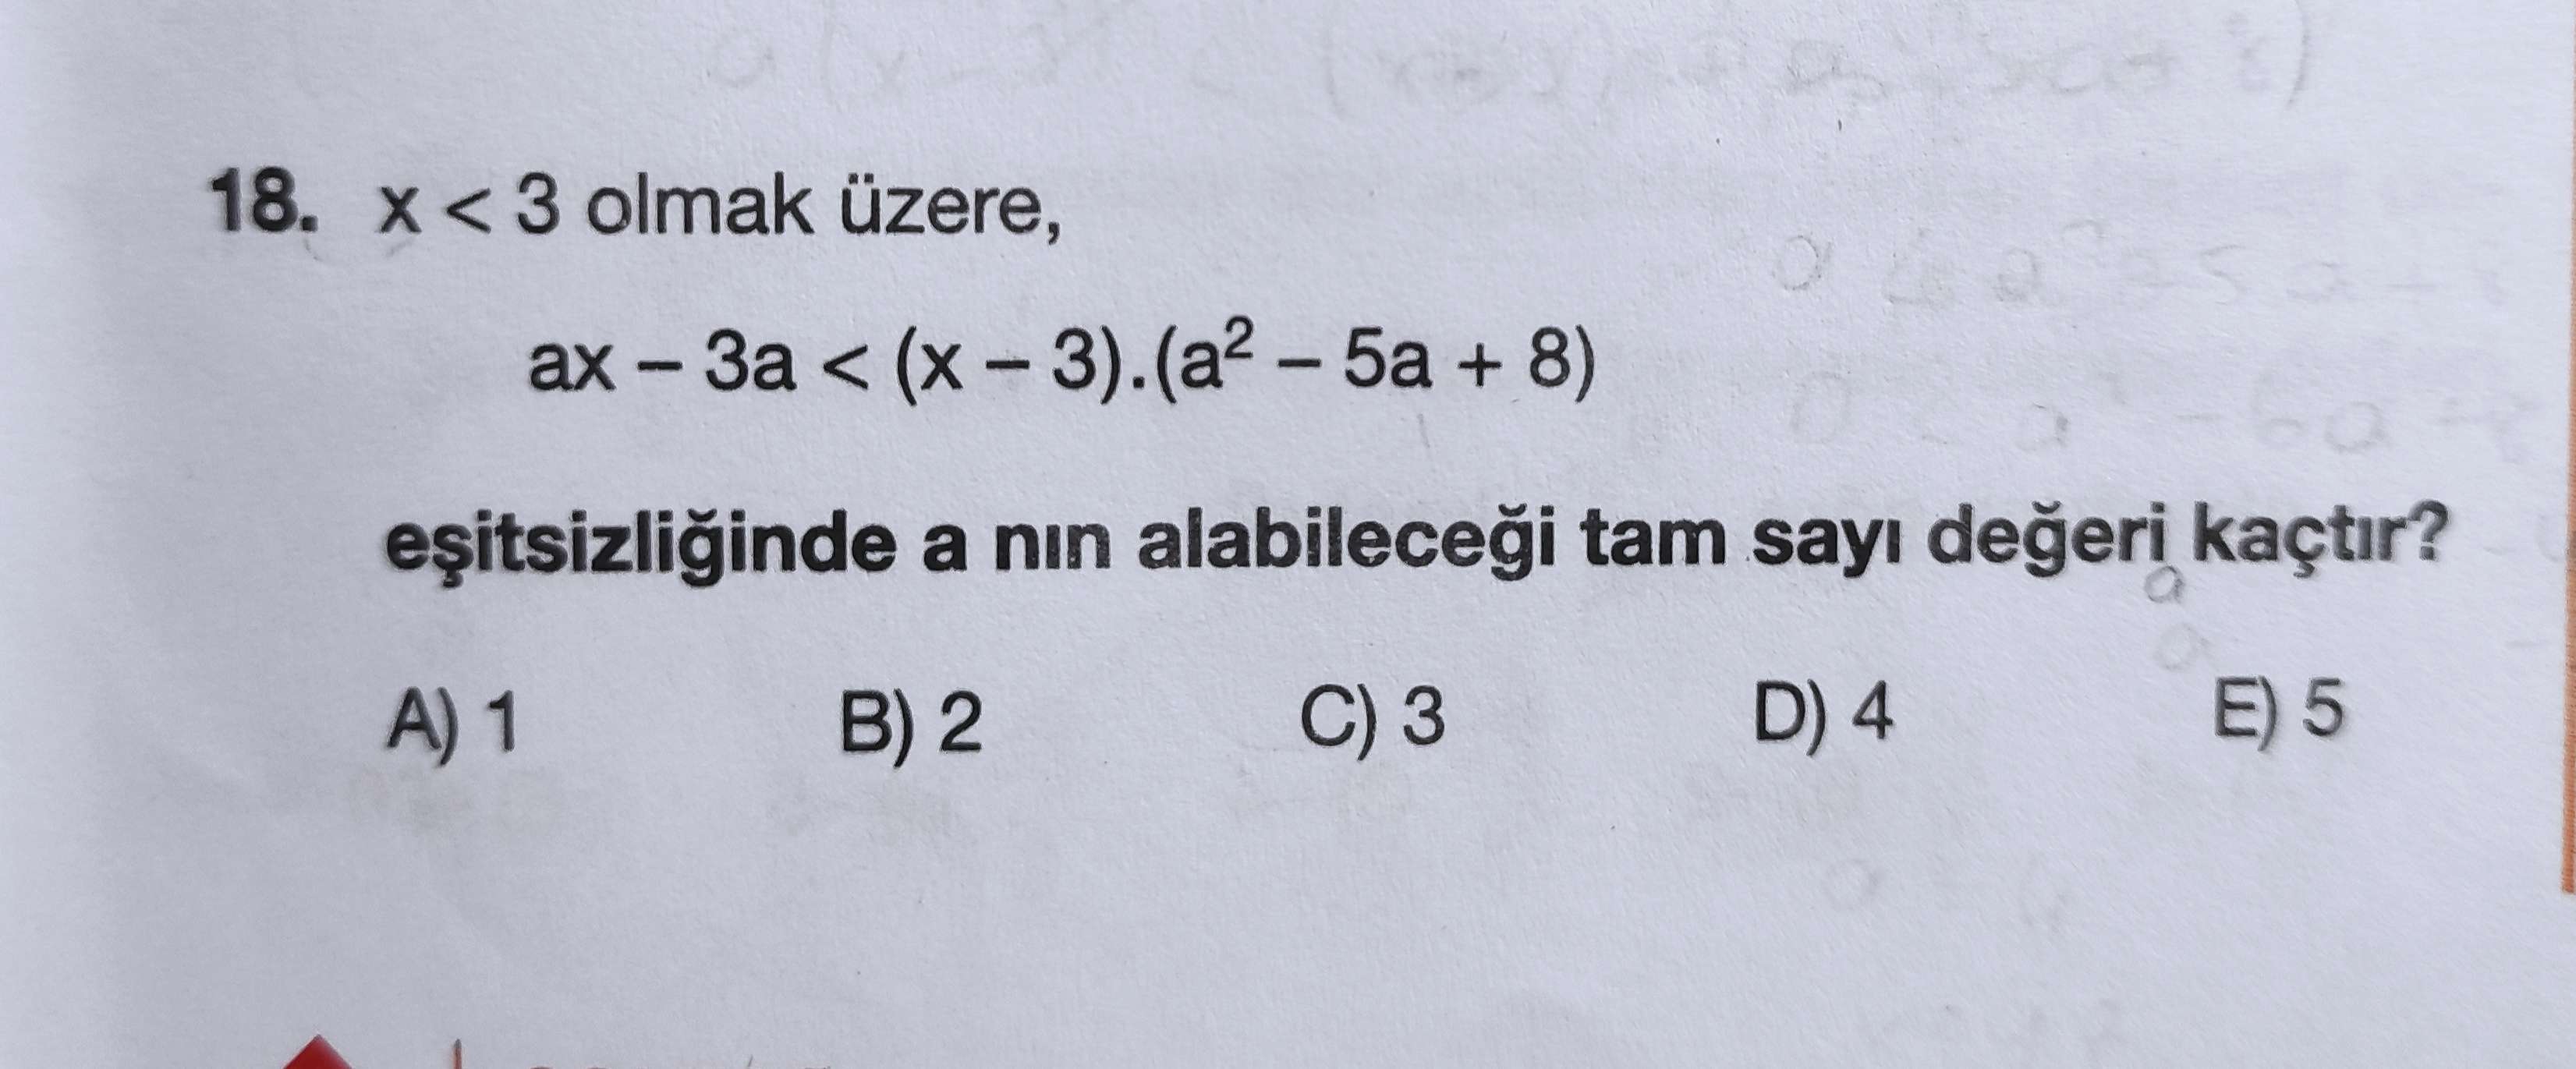 18. x < 3 olmak üzere,
ax – 3a < (x – 3).(a² – 5a + 8)
eşitsizliğinde a nın alabileceği tam sayı değeri kaçtır?
A) 1 B) 2 C) 3 D) 4 E) 5